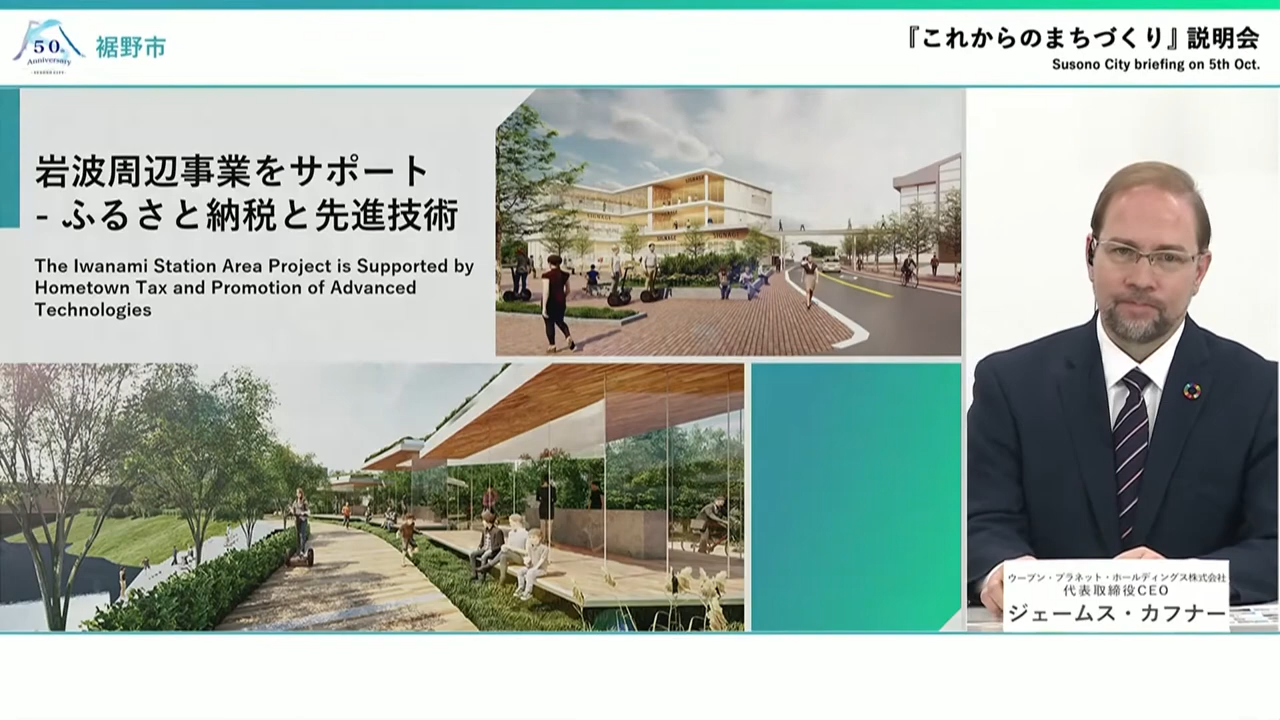 50th
Anniversary
裾野市
『これからのまちづくり』説明会
Susono City briefing on 5th Oct.
岩波周辺事業をサポート
- ふるさと納税と先進技術
The Iwanami Station Area Project is Supported by
Hometown Tax and Promotion of Advanced
Technologies
SIGNAGE
SIGNAGE
SIGNAGE
SIGNAGE
ウーブン・プラネット・ホールディングス株式会社
代表取締役CEO
ジェームス・カフナー